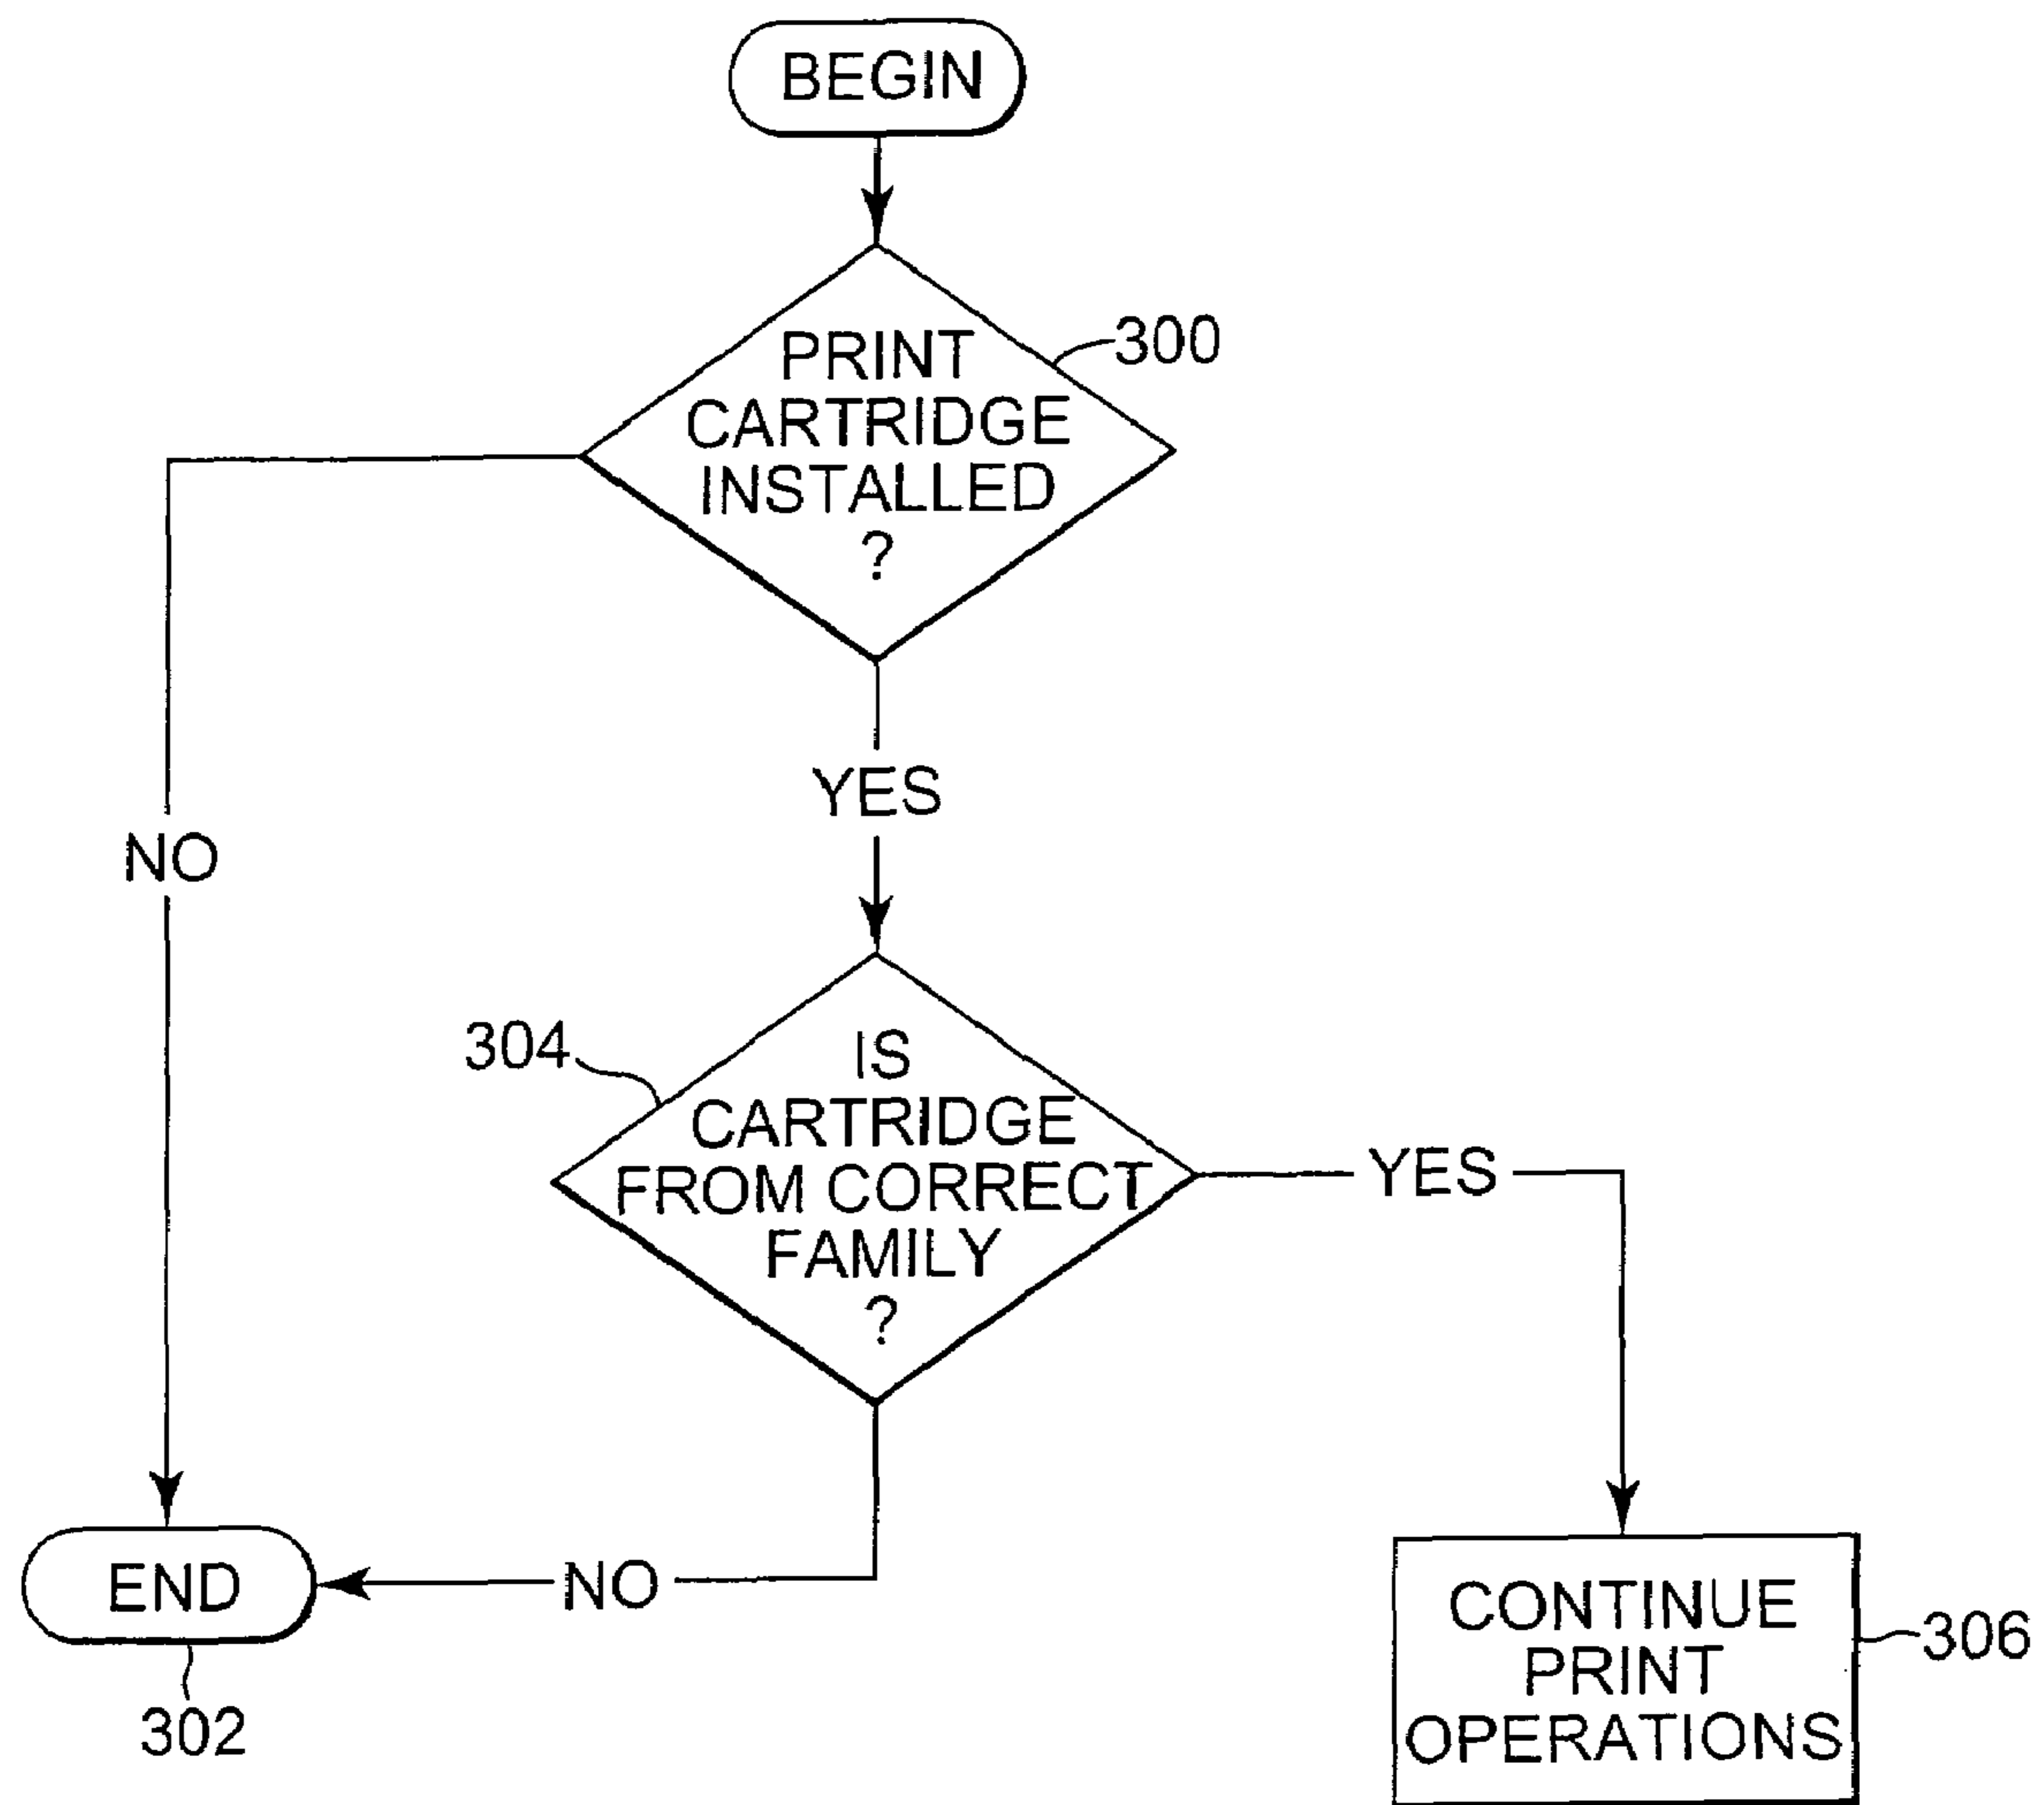 BEGIN
PRINT
CARTRIDGE
INSTALLED
?
300
YES
NO
304
IS
CARTRIDGE
FROM CORRECT
FAMILY
?
YES
NO
END
302
CONTINUE
PRINT
OPERATIONS
306